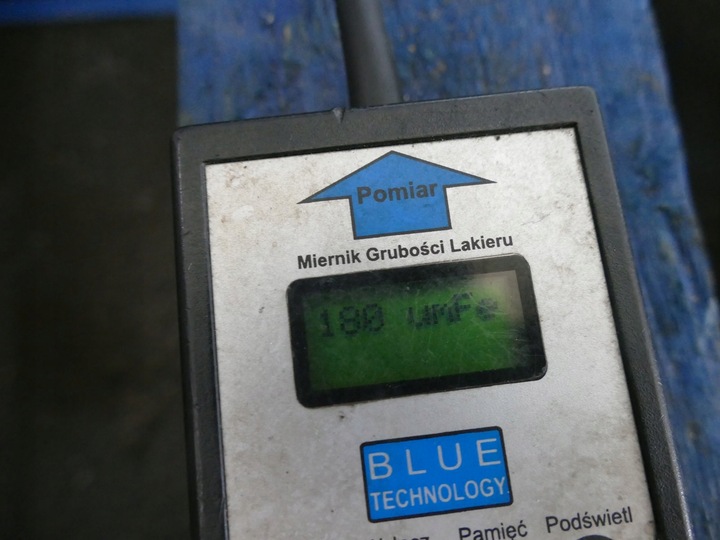 Pomiar
Miernik Grubości Lakieru
180 umFe
BLUE
TECHNOLOGY
Pamięć Podświetl